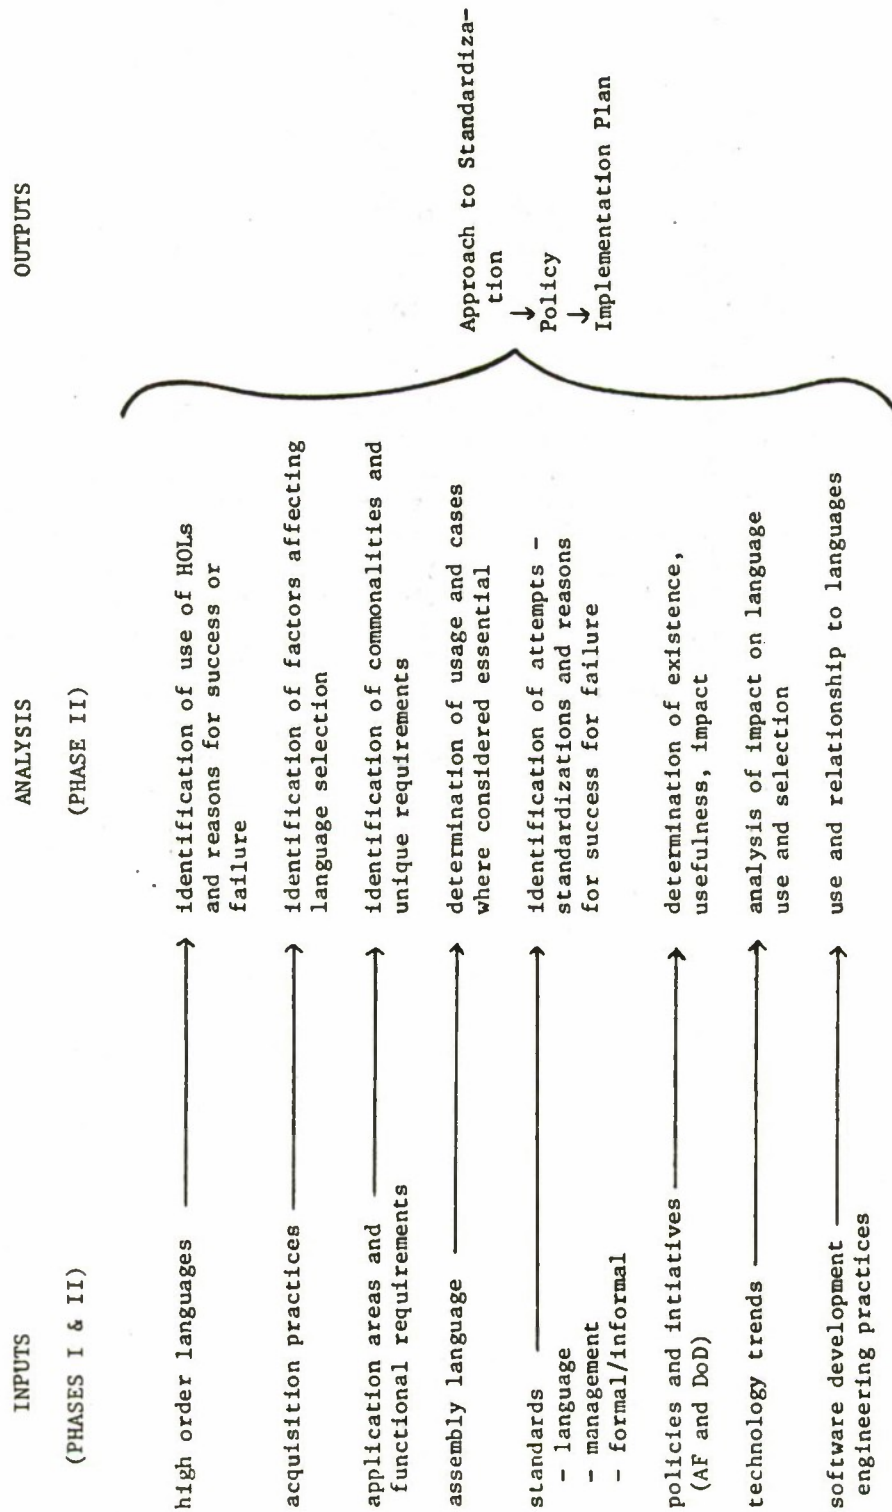 INPUTS
(PHASES I & II)
high order languages
acquisition practices
application areas and
functional requirements
assembly language
standards
- language
- management
- formal/informal
policies and intiatives
(AF and DoD)
technology trends
software development
engineering practices
ANALYSIS
(PHASE II)
identification of use of HOLs
and reasons for success or
failure
identification of factors affecting
language selection
identification of commonalities and
unique requirements
determination of usage and cases
where considered essential
identification of attempts -
standardizations and reasons
for success for failure
determination of existence,
usefulness, impact
analysis of impact on language
use and selection
use and relationship to languages
OUTPUTS
Approach to Standardiza-
tion
Policy
Implementation Plan